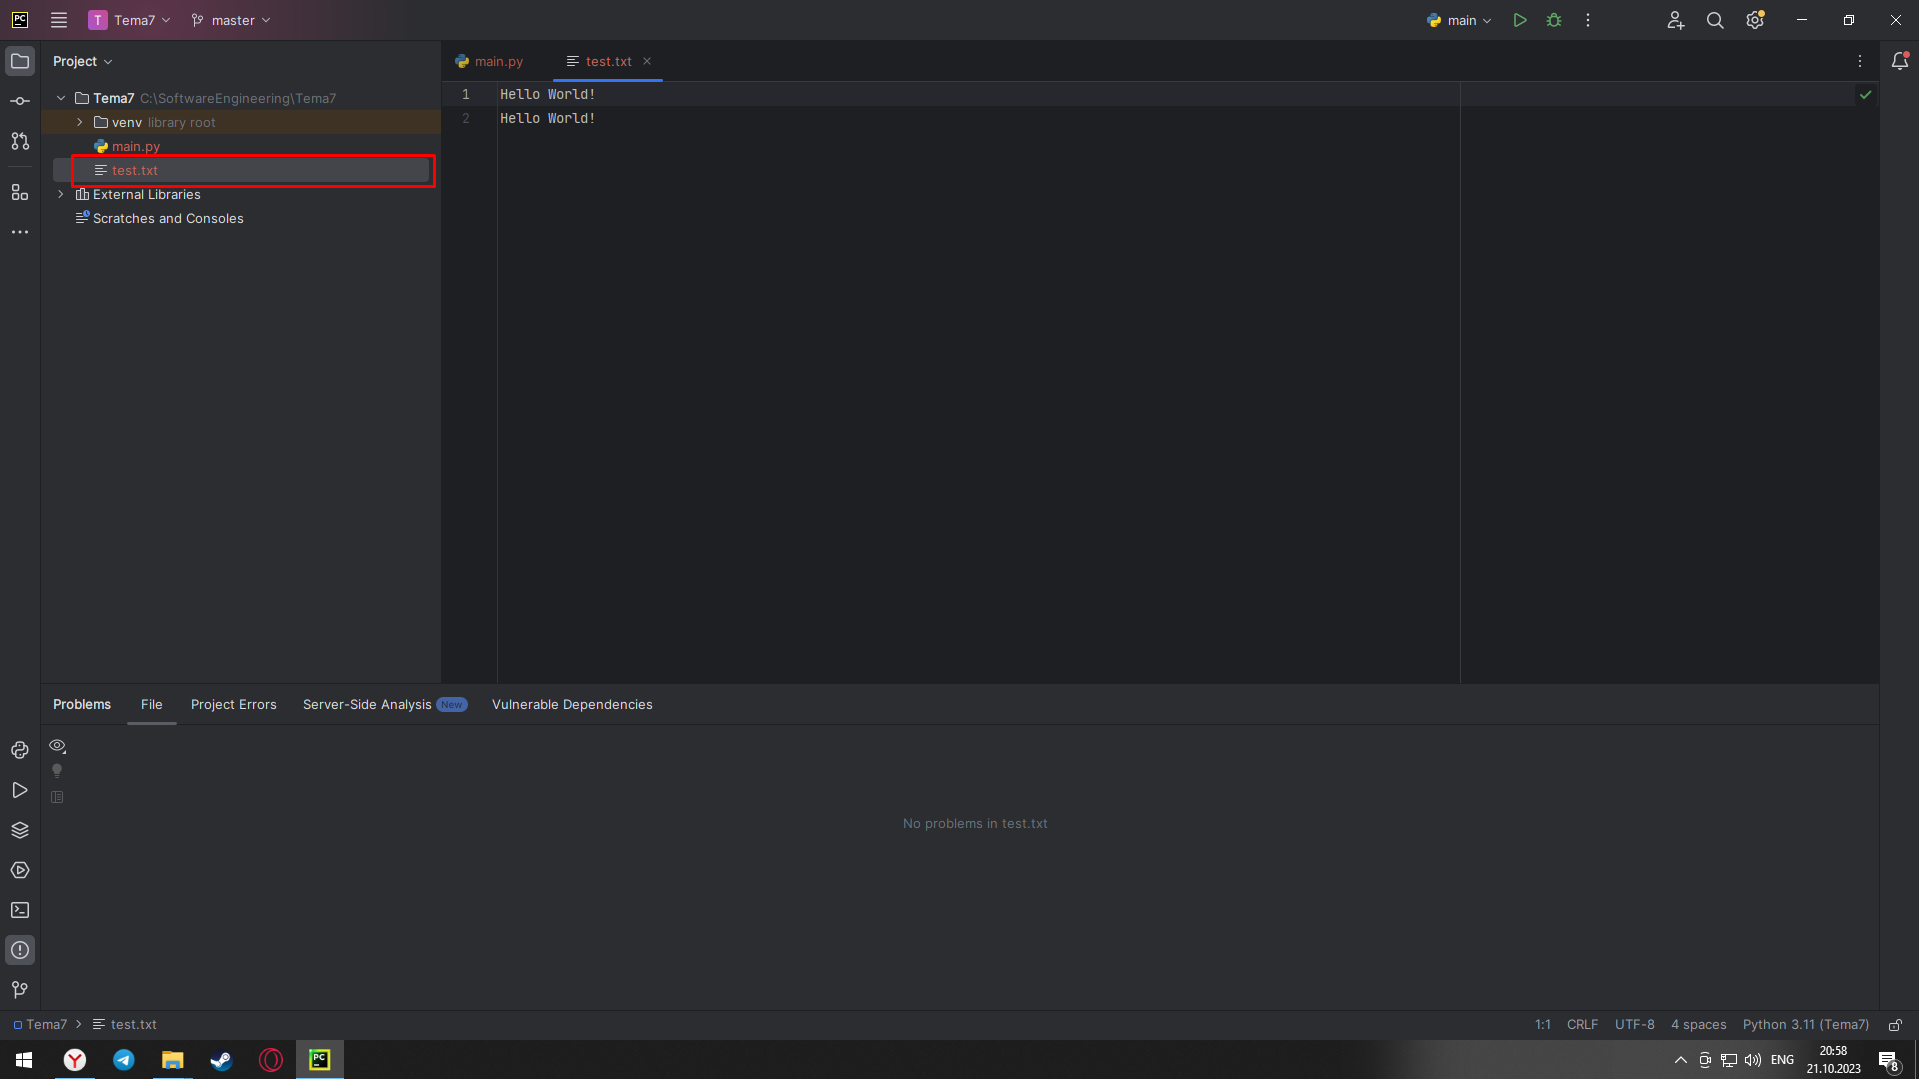 PC T Tema7 master main
Project main.py test.txt
Tema7 C:\SoftwareEngineering\Tema7
venv library root
main.py
test.txt
External Libraries
Scratches and Consoles
1 Hello World!
2 Hello World!
Problems File Project Errors Server-Side Analysis New Vulnerable Dependencies
No problems in test.txt
Tema7 test.txt 1:1 CRLF UTF-8 4 spaces Python 3.11 (Tema7)
Y PC ENG 20:58
21.10.2023 8